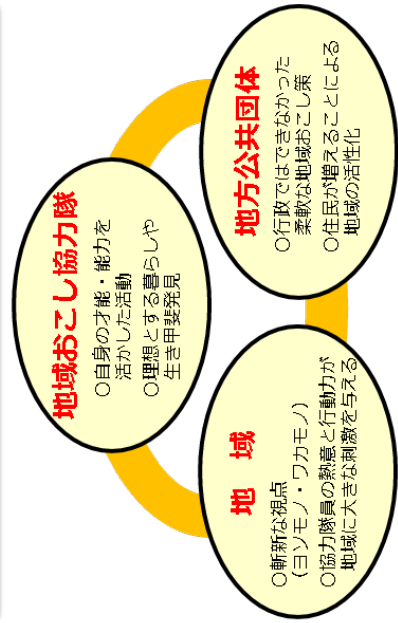 地域おこし協力隊
○自身の才能・能力を
活かした活動
○理想とする暮らしや
生き甲斐発見
地　域
○斬新な視点
(ヨソモノ・ワカモノ)
○協力隊員の熱意と行動力が
地域に大きな刺激を与える
地方公共団体
○行政ではできなかった
柔軟な地域おこし策
○住民が増えることによる
地域の活性化